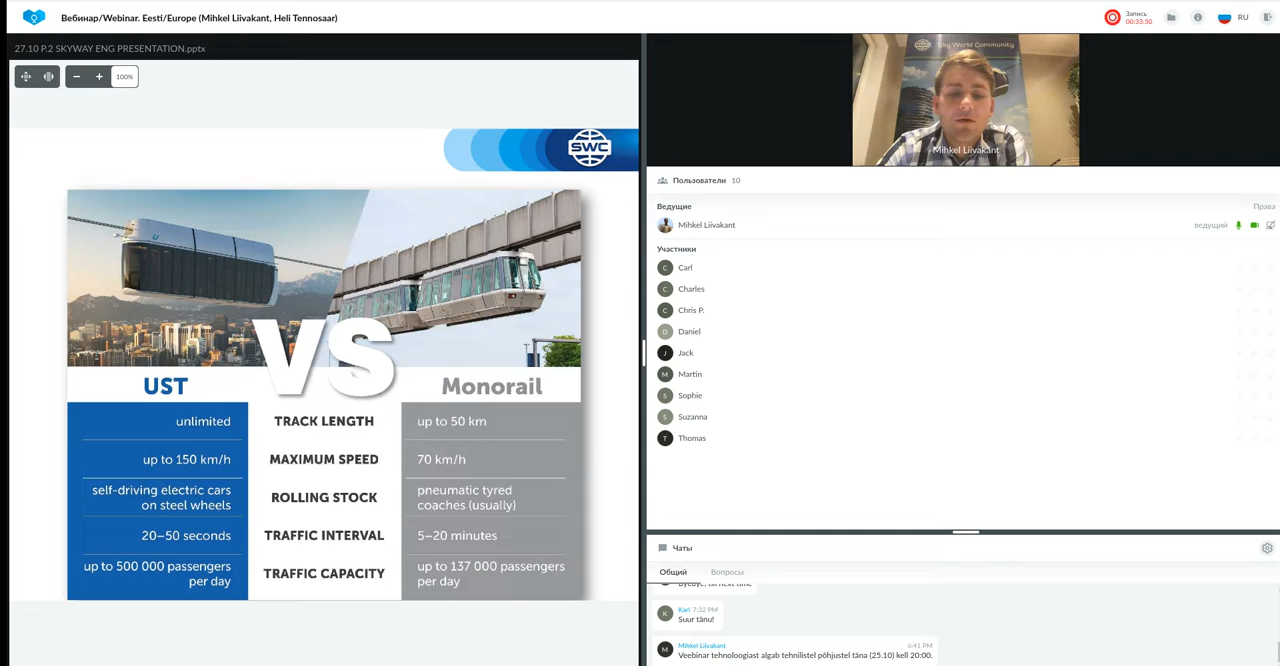 Вебинар/Webinar. Eesti/Europe (Mihkel Liivakant, Heli Tennosaar)
Запись
00:33:50
RU
27.10 P.2 SKYWAY ENG PRESENTATION.pptx
100%
SWC
VS
UST
Monorail
unlimited
TRACK LENGTH
up to 50 km
up to 150 km/h
MAXIMUM SPEED
70 km/h
self-driving electric cars
on steel wheels
ROLLING STOCK
pneumatic tyred
coaches (usually)
20–50 seconds
TRAFFIC INTERVAL
5–20 minutes
up to 500 000 passengers
per day
TRAFFIC CAPACITY
up to 137 000 passengers
per day
Sky World Community
Mihkel Liivakant
Пользователи 10
Ведущие
Права
Mihkel Liivakant
ведущий
Участники
C Carl
C Charles
C Chris P.
D Daniel
J Jack
M Martin
S Sophie
S Suzanna
T Thomas
Чаты
Общий
Вопросы
K Karl 7:32 PM
Suur tänu!
M Mihkel Liivakant 6:41 PM
Veebinar tehnoloogiast algab tehnilistel põhjustel täna (25.10) kell 20:00.